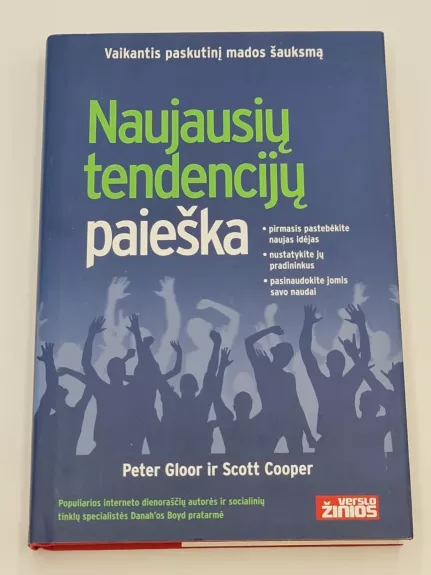 Vaikantis paskutinį mados šauksmą
Naujausių
tendencijų
paieška
• pirmasis pastebėkite
naujas idėjas
• nustatykite jų
pradininkus
• pasinaudokite jomis
savo naudai
Peter Gloor ir Scott Cooper
Populiarios interneto dienoraščių autorės ir socialinių
tinklų specialistės Danah'os Boyd pratarmė
verslo
ŽINIOS